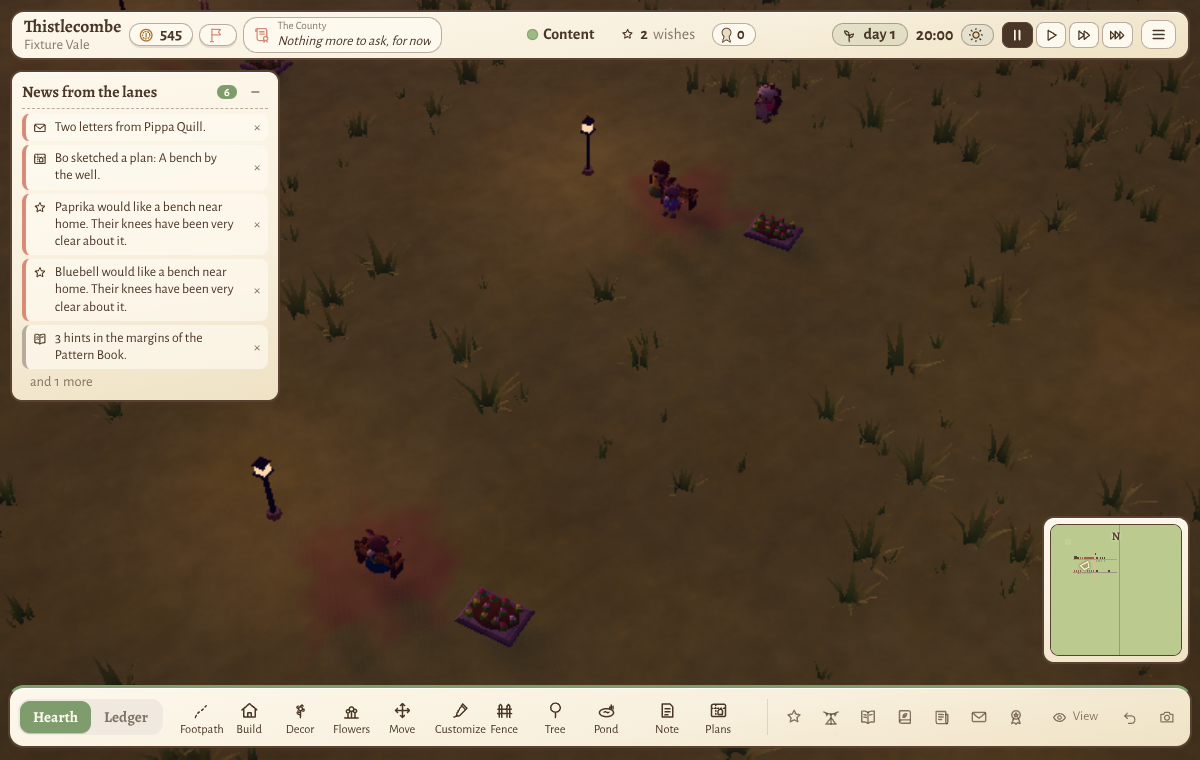 Thistlecombe
Fixture Vale
545
The County
Nothing more to ask, for now
Content
2 wishes
0
day 1
20:00
News from the lanes
6
Two letters from Pippa Quill.
Bo sketched a plan: A bench by
the well.
Paprika would like a bench near
home. Their knees have been very
clear about it.
Bluebell would like a bench near
home. Their knees have been very
clear about it.
3 hints in the margins of the
Pattern Book.
and 1 more
N
Hearth
Ledger
Footpath
Build
Decor
Flowers
Move
Customize
Fence
Tree
Pond
Note
Plans
View